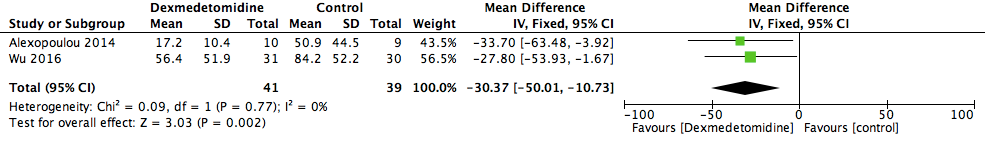 Dexmedetomidine Control Mean Difference Mean Difference
Study or Subgroup Mean SD Total Mean SD Total Weight IV, Fixed, 95% CI IV, Fixed, 95% CI
Alexopoulou 2014 17.2 10.4 10 50.9 44.5 9 43.5% −33.70 [−63.48, −3.92]
Wu 2016 56.4 51.9 31 84.2 52.2 30 56.5% −27.80 [−53.93, −1.67]
Total (95% CI) 41 39 100.0% −30.37 [−50.01, −10.73]
Heterogeneity: Chi² = 0.09, df = 1 (P = 0.77); I² = 0%
Test for overall effect: Z = 3.03 (P = 0.002)
−100 −50 0 50 100
Favours [Dexmedetomidine] Favours [control]